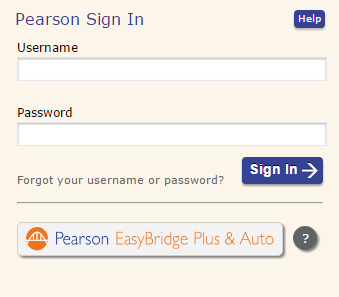 Pearson Sign In Help
Username
Password
Sign In
Forgot your username or password?
Pearson EasyBridge Plus & Auto ?